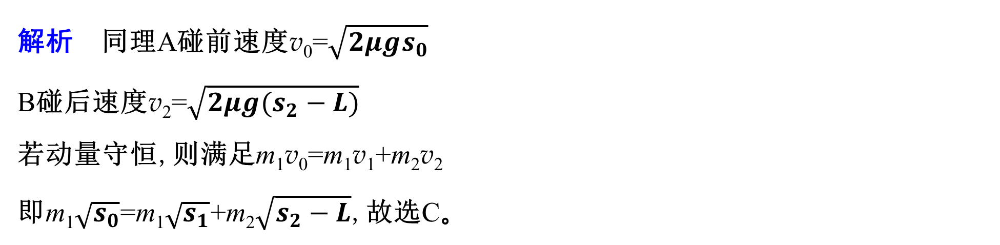 解析 同理A碰前速度v₀=√(2μgs₀)
B碰后速度v₂=√(2μg(s₂-L))
若动量守恒,则满足m₁v₀=m₁v₁+m₂v₂
即m₁√s₀=m₁√s₁+m₂√(s₂-L),故选C。